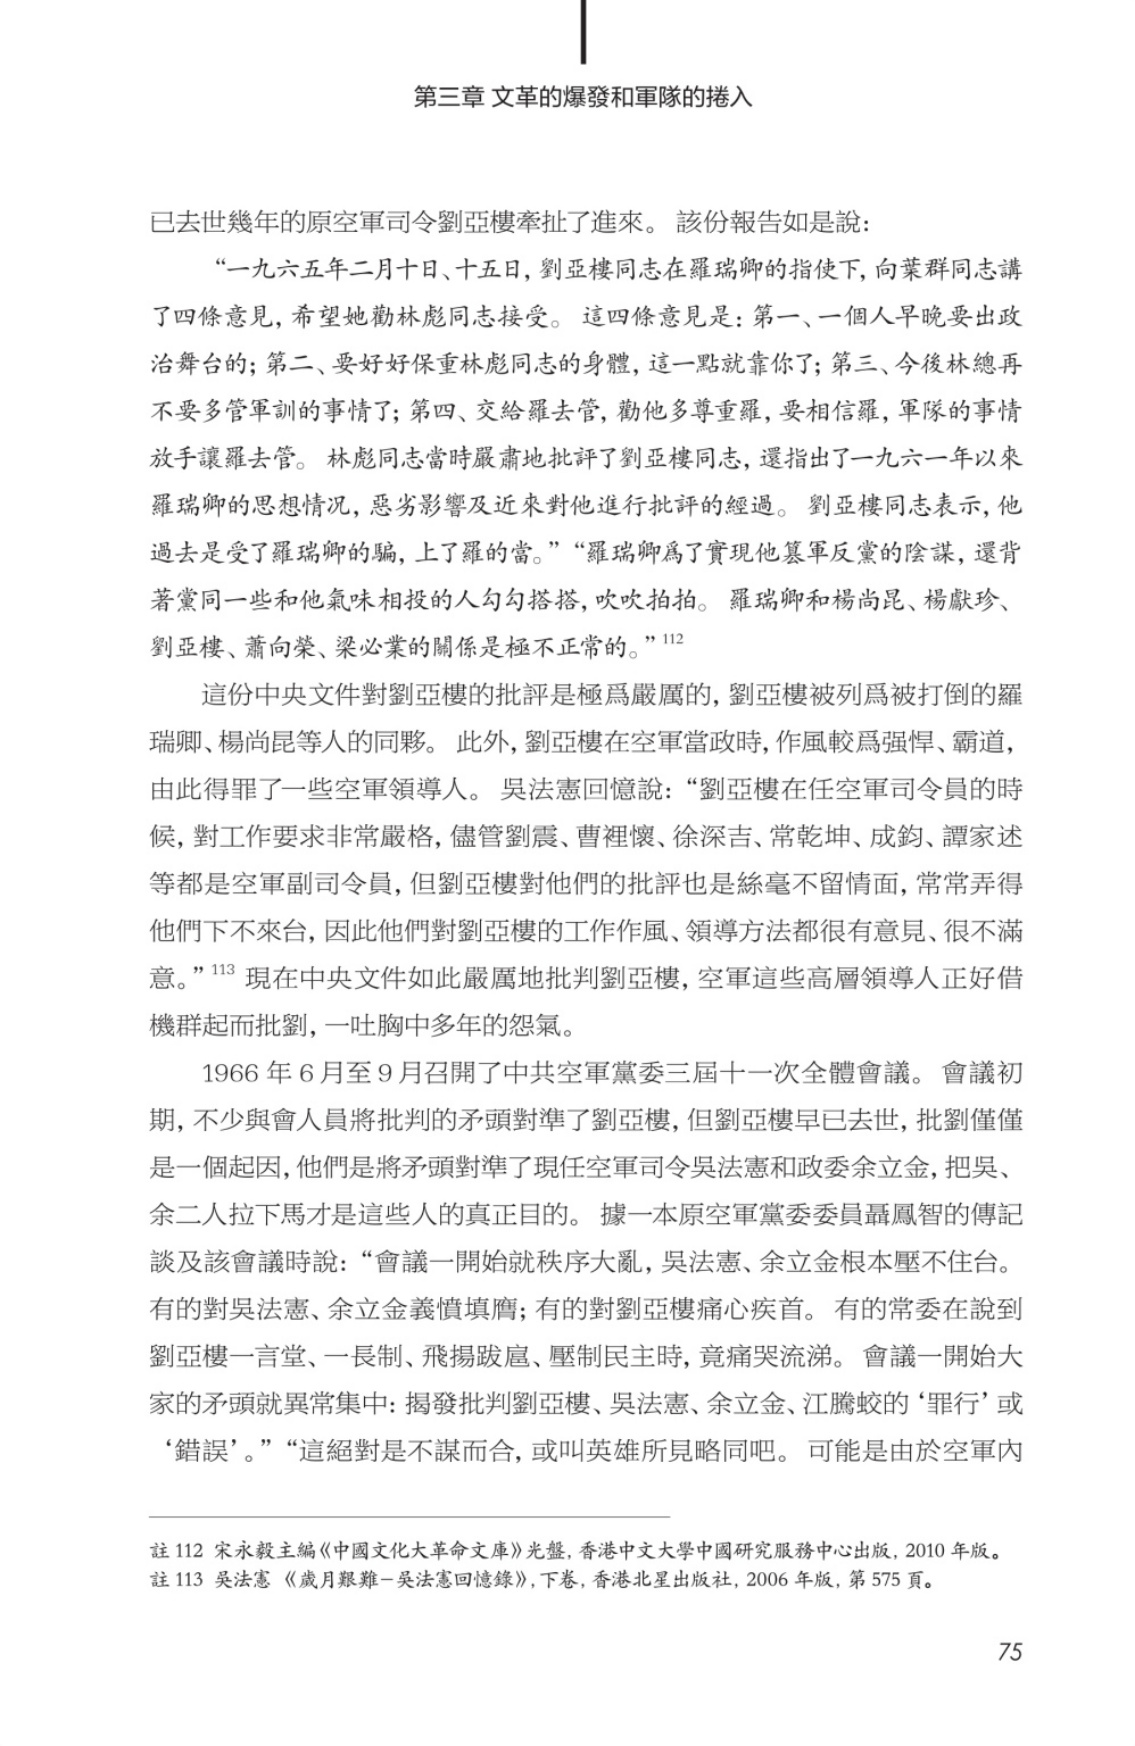 第三章 文革的爆發和軍隊的捲入
已去世幾年的原空軍司令劉亞樓牽扯了進來。 該份報告如是說：
“一九六五年二月十日、十五日，劉亞樓同志在羅瑞卿的指使下，向葉群同志講
了四條意見，希望她勸林彪同志接受。 這四條意見是：第一、一個人早晚要出政
治舞台的；第二、要好好保重林彪同志的身體，這一點就靠你了；第三、今後林總再
不要多管軍訓的事情了；第四、交給羅去管，勸他多尊重羅，要相信羅，軍隊的事情
放手讓羅去管。 林彪同志當時嚴肅地批評了劉亞樓同志，還指出了一九六一年以來
羅瑞卿的思想情況，惡劣影響及近來對他進行批評的經過。 劉亞樓同志表示，他
過去是受了羅瑞卿的騙，上了羅的當。”“羅瑞卿爲了實現他篡軍反黨的陰謀，還背
著黨同一些和他氣味相投的人勾勾搭搭，吹吹拍拍。 羅瑞卿和楊尚昆、楊獻珍、
劉亞樓、蕭向榮、梁必業的關係是極不正常的。”112
這份中央文件對劉亞樓的批評是極爲嚴厲的，劉亞樓被列爲被打倒的羅
瑞卿、楊尚昆等人的同夥。 此外，劉亞樓在空軍當政時，作風較爲强悍、霸道，
由此得罪了一些空軍領導人。 吳法憲回憶說：“劉亞樓在任空軍司令員的時
候，對工作要求非常嚴格，儘管劉震、曹裡懷、徐深吉、常乾坤、成鈞、譚家述
等都是空軍副司令員，但劉亞樓對他們的批評也是絲毫不留情面，常常弄得
他們下不來台，因此他們對劉亞樓的工作作風、領導方法都很有意見、很不滿
意。”113 現在中央文件如此嚴厲地批判劉亞樓，空軍這些高層領導人正好借
機群起而批劉，一吐胸中多年的怨氣。
1966 年 6 月至 9 月召開了中共空軍黨委三屆十一次全體會議。 會議初
期，不少與會人員將批判的矛頭對準了劉亞樓，但劉亞樓早已去世，批劉僅僅
是一個起因，他們是將矛頭對準了現任空軍司令吳法憲和政委余立金，把吳、
余二人拉下馬才是這些人的真正目的。 據一本原空軍黨委委員聶鳳智的傳記
談及該會議時說：“會議一開始就秩序大亂，吳法憲、余立金根本壓不住台。
有的對吳法憲、余立金義憤填膺；有的對劉亞樓痛心疾首。 有的常委在說到
劉亞樓一言堂、一長制、飛揚跋扈、壓制民主時，竟痛哭流涕。 會議一開始大
家的矛頭就異常集中：揭發批判劉亞樓、吳法憲、余立金、江騰蛟的‘罪行’或
‘錯誤’。”“這絕對是不謀而合，或叫英雄所見略同吧。 可能是由於空軍內
註 112 宋永毅主編《中國文化大革命文庫》光盤，香港中文大學中國研究服務中心出版，2010 年版。
註 113 吳法憲 《歲月艱難－吳法憲回憶錄》，下卷，香港北星出版社，2006 年版，第 575 頁。
75